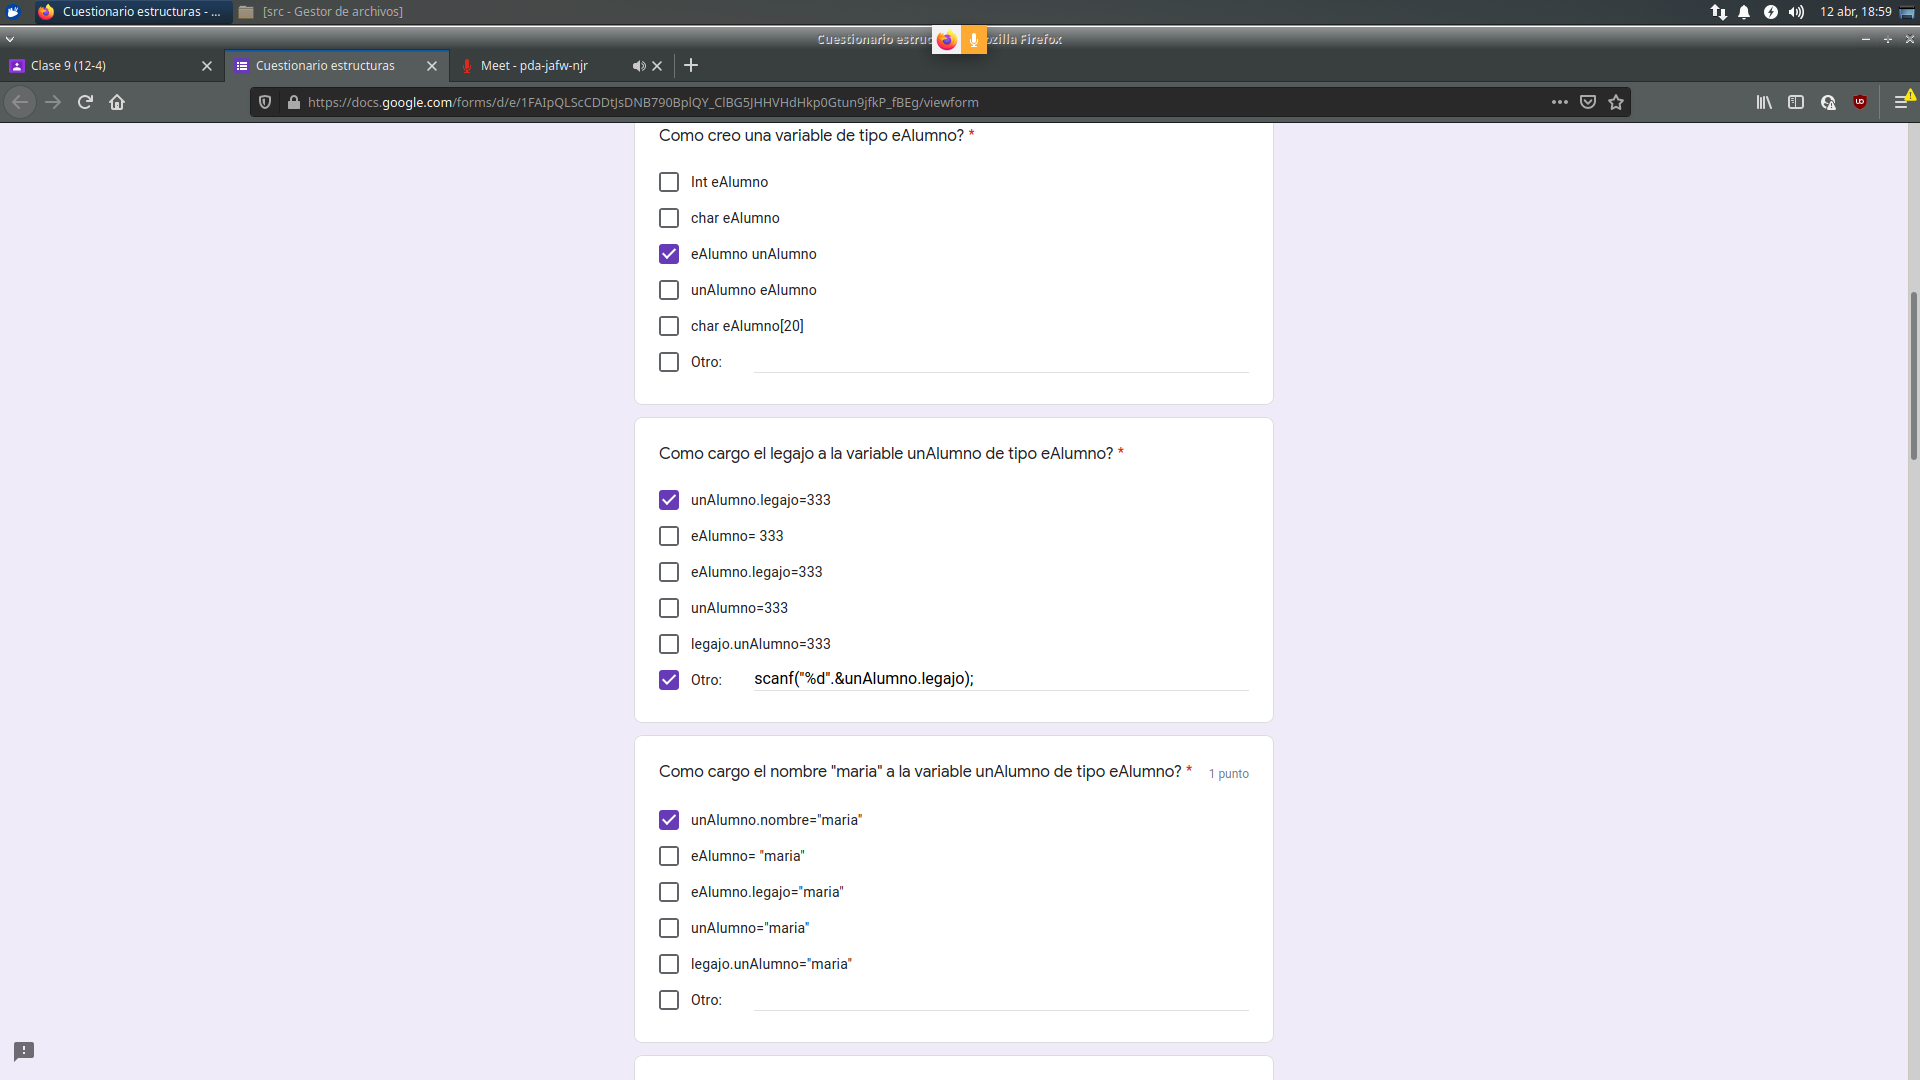 Cuestionario estructuras - ...
[src - Gestor de archivos]
12 abr, 18:59
Cuestionario estruc
ozilla Firefox
Clase 9 (12-4)
Cuestionario estructuras
Meet - pda-jafw-njr
https://docs.google.com/forms/d/e/1FAIpQLScCDDtJsDNB790BplQY_ClBG5JHHVHdHkp0Gtun9jfkP_fBEg/viewform
Como creo una variable de tipo eAlumno? *
Int eAlumno
char eAlumno
eAlumno unAlumno
unAlumno eAlumno
char eAlumno[20]
Otro:
Como cargo el legajo a la variable unAlumno de tipo eAlumno? *
unAlumno.legajo=333
eAlumno= 333
eAlumno.legajo=333
unAlumno=333
legajo.unAlumno=333
Otro: scanf("%d".&unAlumno.legajo);
Como cargo el nombre "maria" a la variable unAlumno de tipo eAlumno? * 1 punto
unAlumno.nombre="maria"
eAlumno= "maria"
eAlumno.legajo="maria"
unAlumno="maria"
legajo.unAlumno="maria"
Otro: